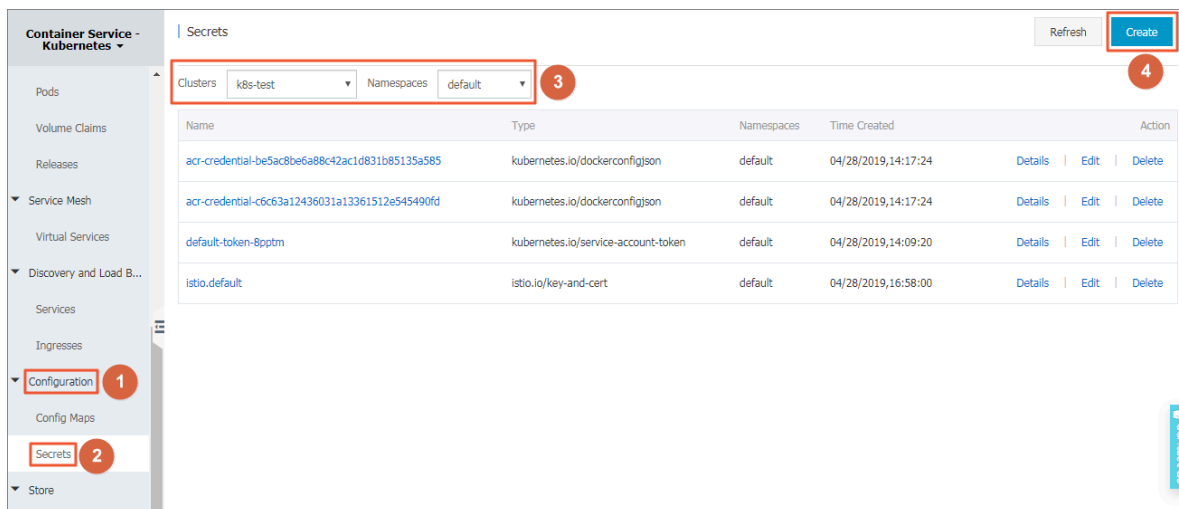 Container Service -
Kubernetes
Pods
Volume Claims
Releases
Service Mesh
Virtual Services
Discovery and Load B...
Services
Ingresses
Configuration 1
Config Maps
Secrets 2
Store
Secrets
Refresh Create
4
Clusters k8s-test Namespaces default 3
Name Type Namespaces Time Created Action
acr-credential-be5ac8be6a88c42ac1d831b85135a585 kubernetes.io/dockerconfigjson default 04/28/2019,14:17:24 Details Edit Delete
acr-credential-c6c63a12436031a13361512e545490fd kubernetes.io/dockerconfigjson default 04/28/2019,14:17:24 Details Edit Delete
default-token-8pptm kubernetes.io/service-account-token default 04/28/2019,14:09:20 Details Edit Delete
istio.default istio.io/key-and-cert default 04/28/2019,16:58:00 Details Edit Delete